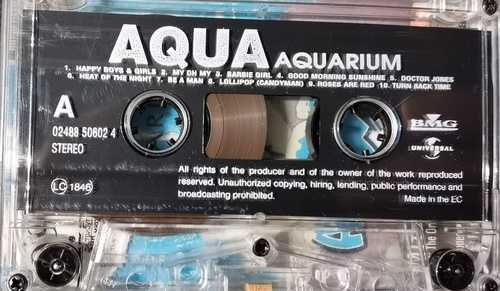 AQUA AQUARIUM
1. HAPPY BOYS & GIRLS 2. MY OH MY 3. BARBIE GIRL 4. GOOD MORNING SUNSHINE 5. DOCTOR JONES
6. HEAT OF THE NIGHT 7. BE A MAN 8. LOLLIPOP (CANDYMAN) 9. ROSES ARE RED 10. TURN BACK TIME
A
02488 50802 4
STEREO
BMG
UNIVERSAL
All rights of the producer and of the owner of the work reproduced
reserved. Unauthorized copying, hiring, lending, public performance and
broadcasting prohibited.
Made in the EC
LC 1846